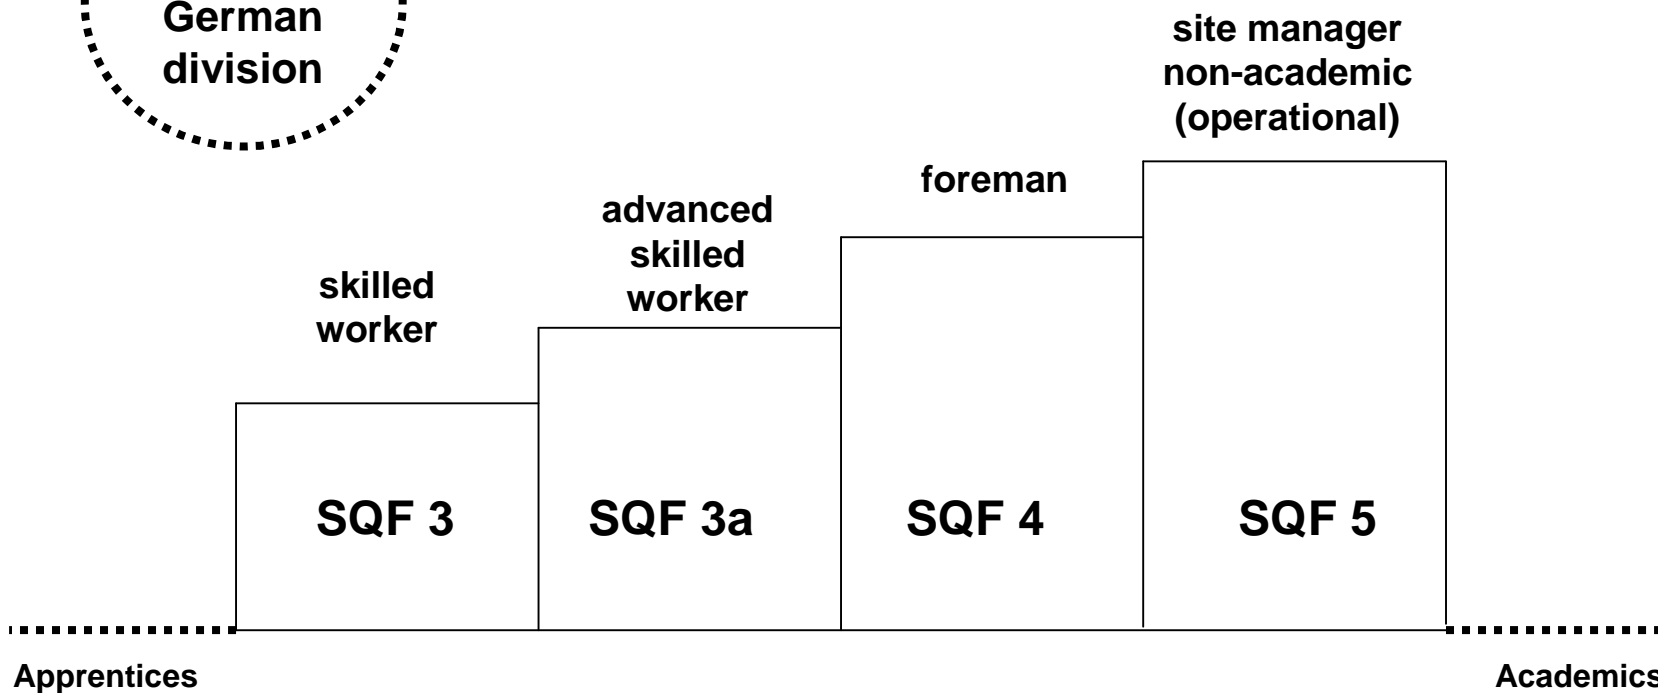 German
division
site manager
non-academic
(operational)
foreman
advanced
skilled
worker
skilled
worker
SQF 3
SQF 3a
SQF 4
SQF 5
Apprentices
Academics